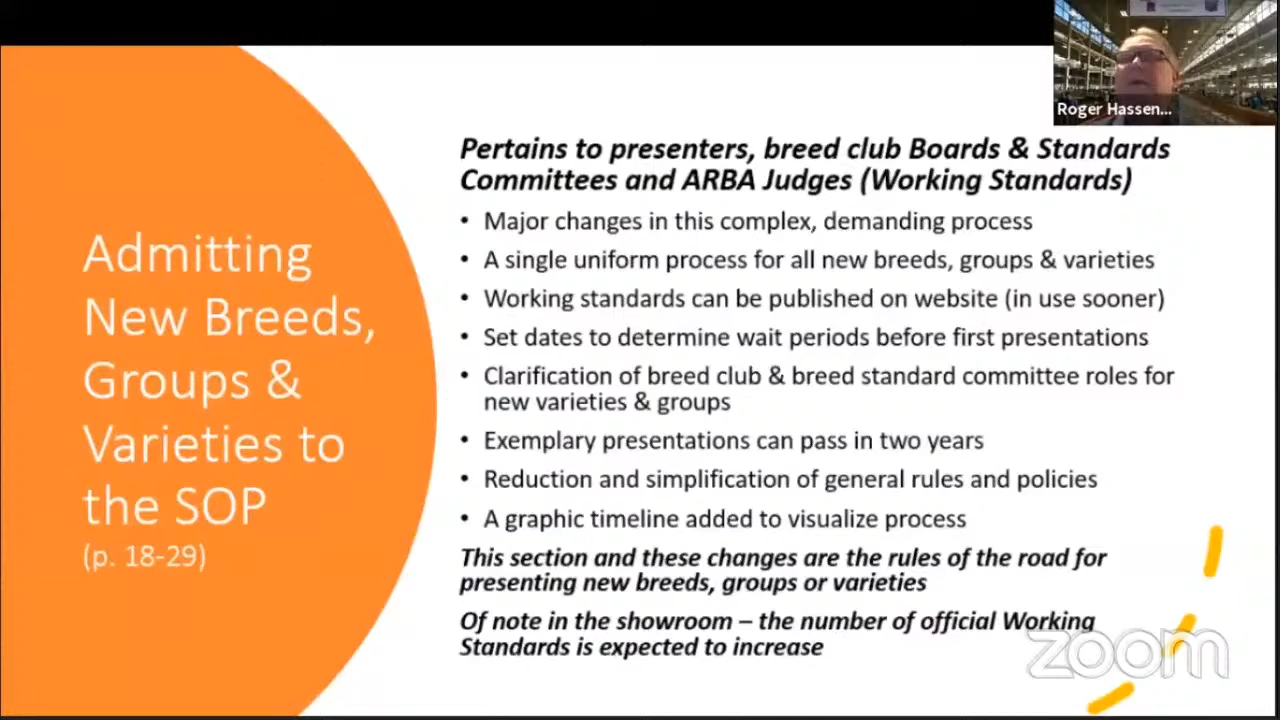 Roger Hassen...
Pertains to presenters, breed club Boards & Standards
Committees and ARBA Judges (Working Standards)
• Major changes in this complex, demanding process
• A single uniform process for all new breeds, groups & varieties
• Working standards can be published on website (in use sooner)
• Set dates to determine wait periods before first presentations
• Clarification of breed club & breed standard committee roles for
new varieties & groups
• Exemplary presentations can pass in two years
• Reduction and simplification of general rules and policies
• A graphic timeline added to visualize process
This section and these changes are the rules of the road for
presenting new breeds, groups or varieties
Of note in the showroom – the number of official Working
Standards is expected to increase
Admitting
New Breeds,
Groups &
Varieties to
the SOP
(p. 18-29)
zoom